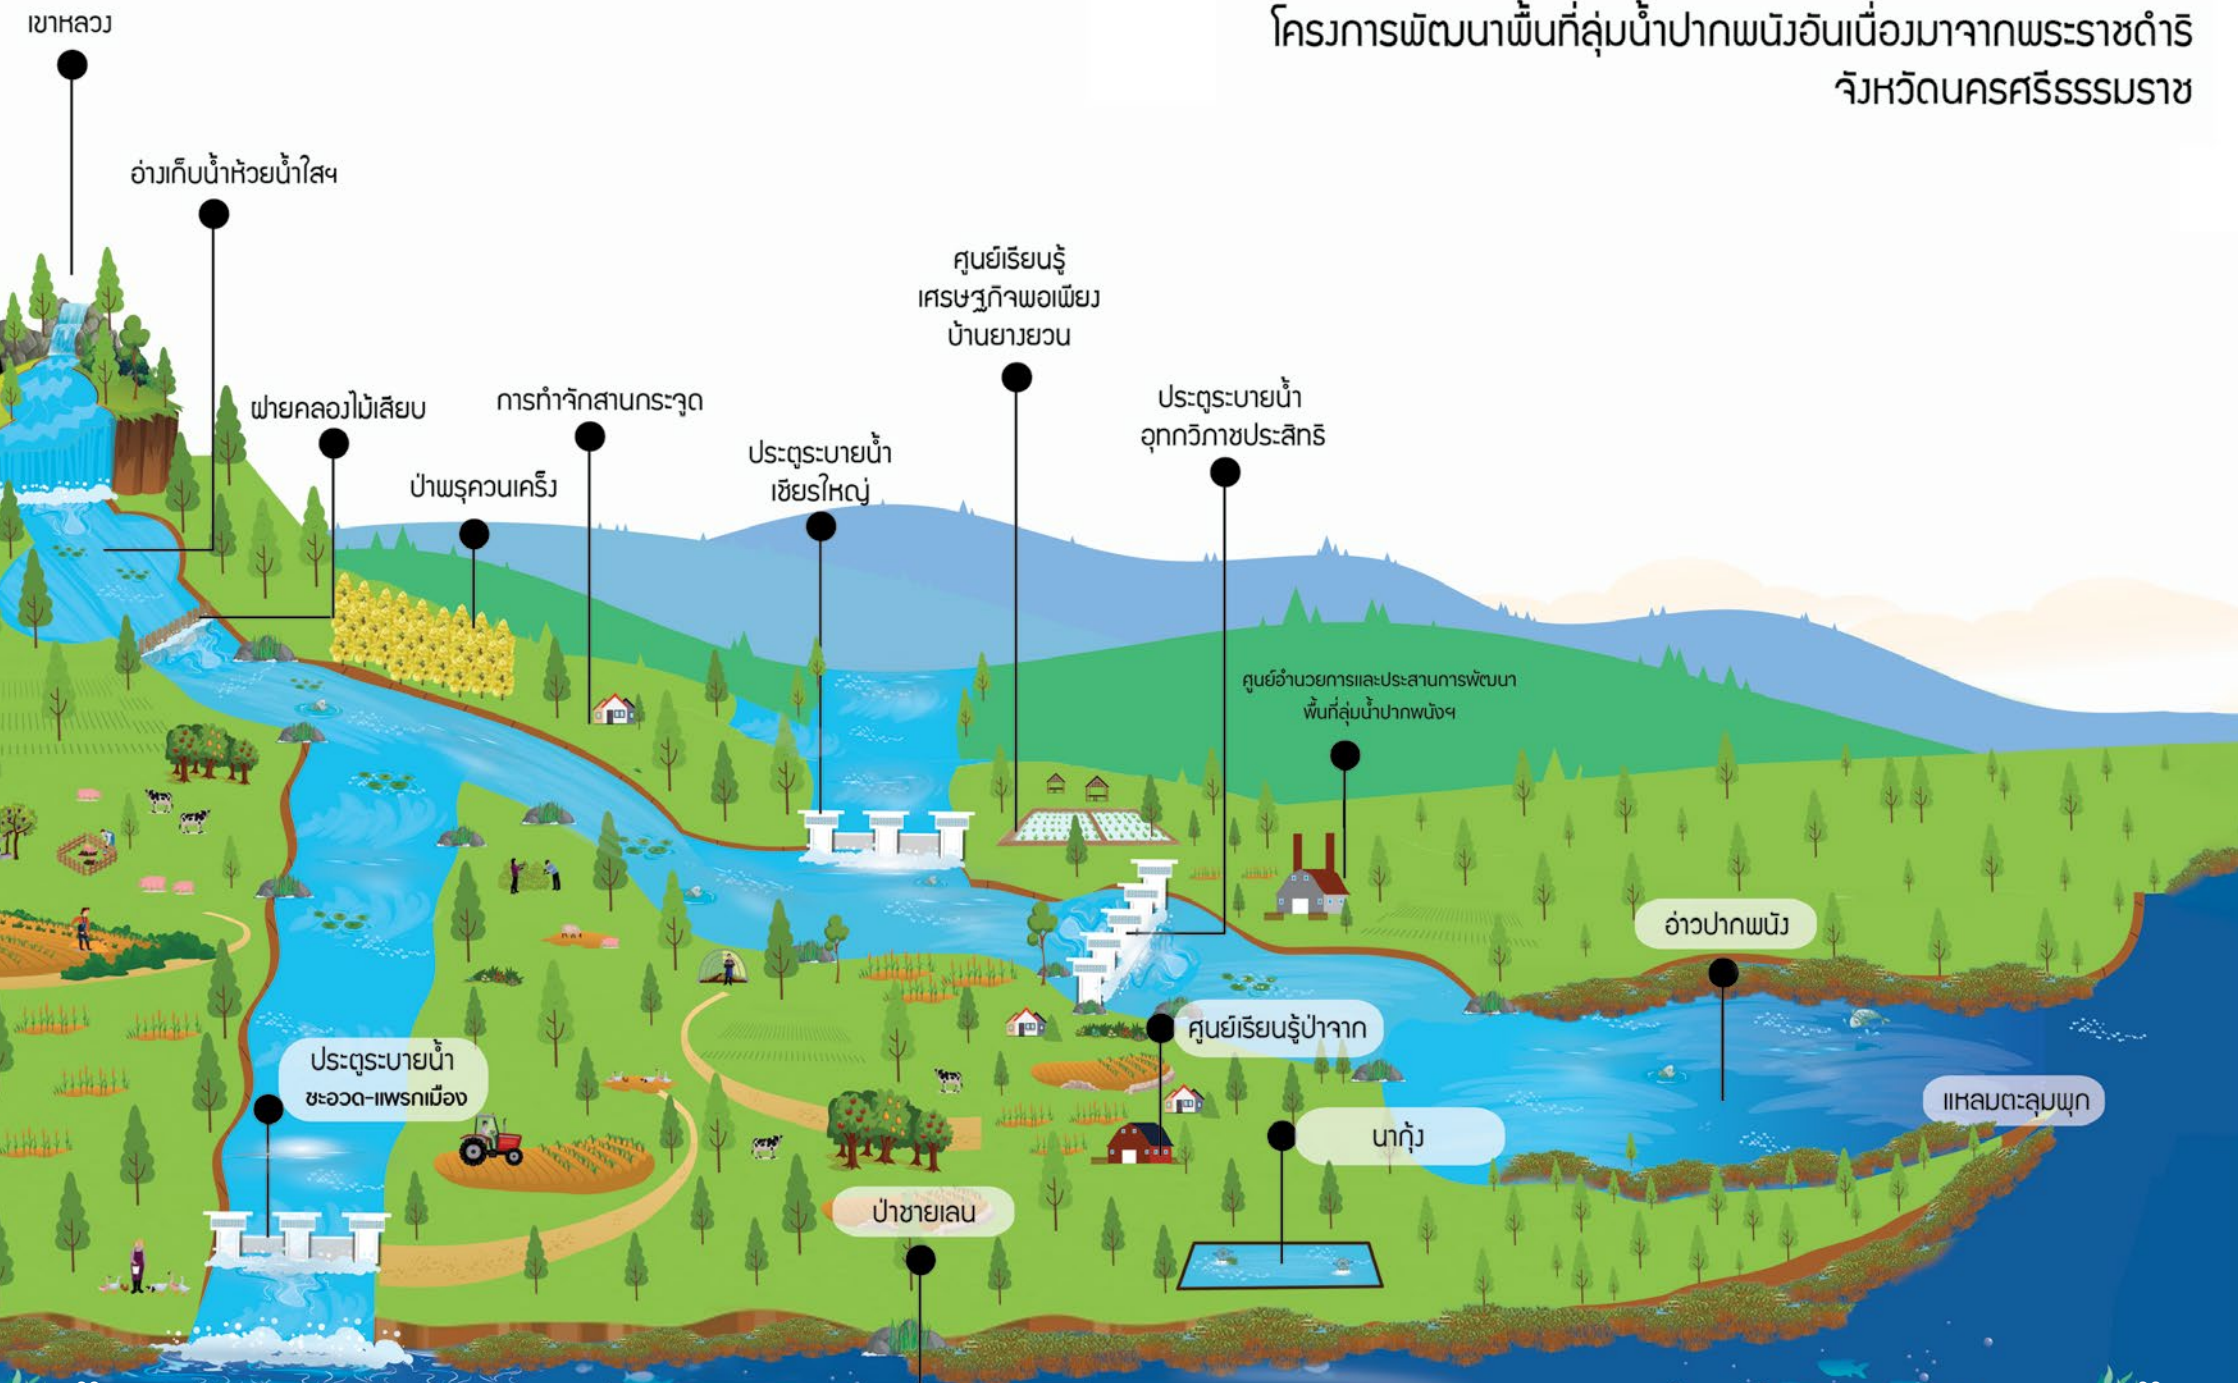 โครงการพัฒนาพื้นที่ลุ่มน้ำปากพนังอันเนื่องมาจากพระราชดำริ
จังหวัดนครศรีธรรมราช
เขาหลวง
อ่างเก็บน้ำห้วยน้ำใสฯ
ฝายคลองไม้เสียบ
ป่าพรุควนเคร็ง
การทำจักสานกระจูด
ประตูระบายน้ำ
เชียรใหญ่
ศูนย์เรียนรู้
เศรษฐกิจพอเพียง
บ้านยางยวน
ประตูระบายน้ำ
อุทกวิภาชประสิทธิ
ศูนย์อำนวยการและประสานการพัฒนา
พื้นที่ลุ่มน้ำปากพนังฯ
อ่าวปากพนัง
ศูนย์เรียนรู้ป่าจาก
ประตูระบายน้ำ
ชะอวด-แพรกเมือง
แหลมตะลุมพุก
นากุ้ง
ป่าชายเลน